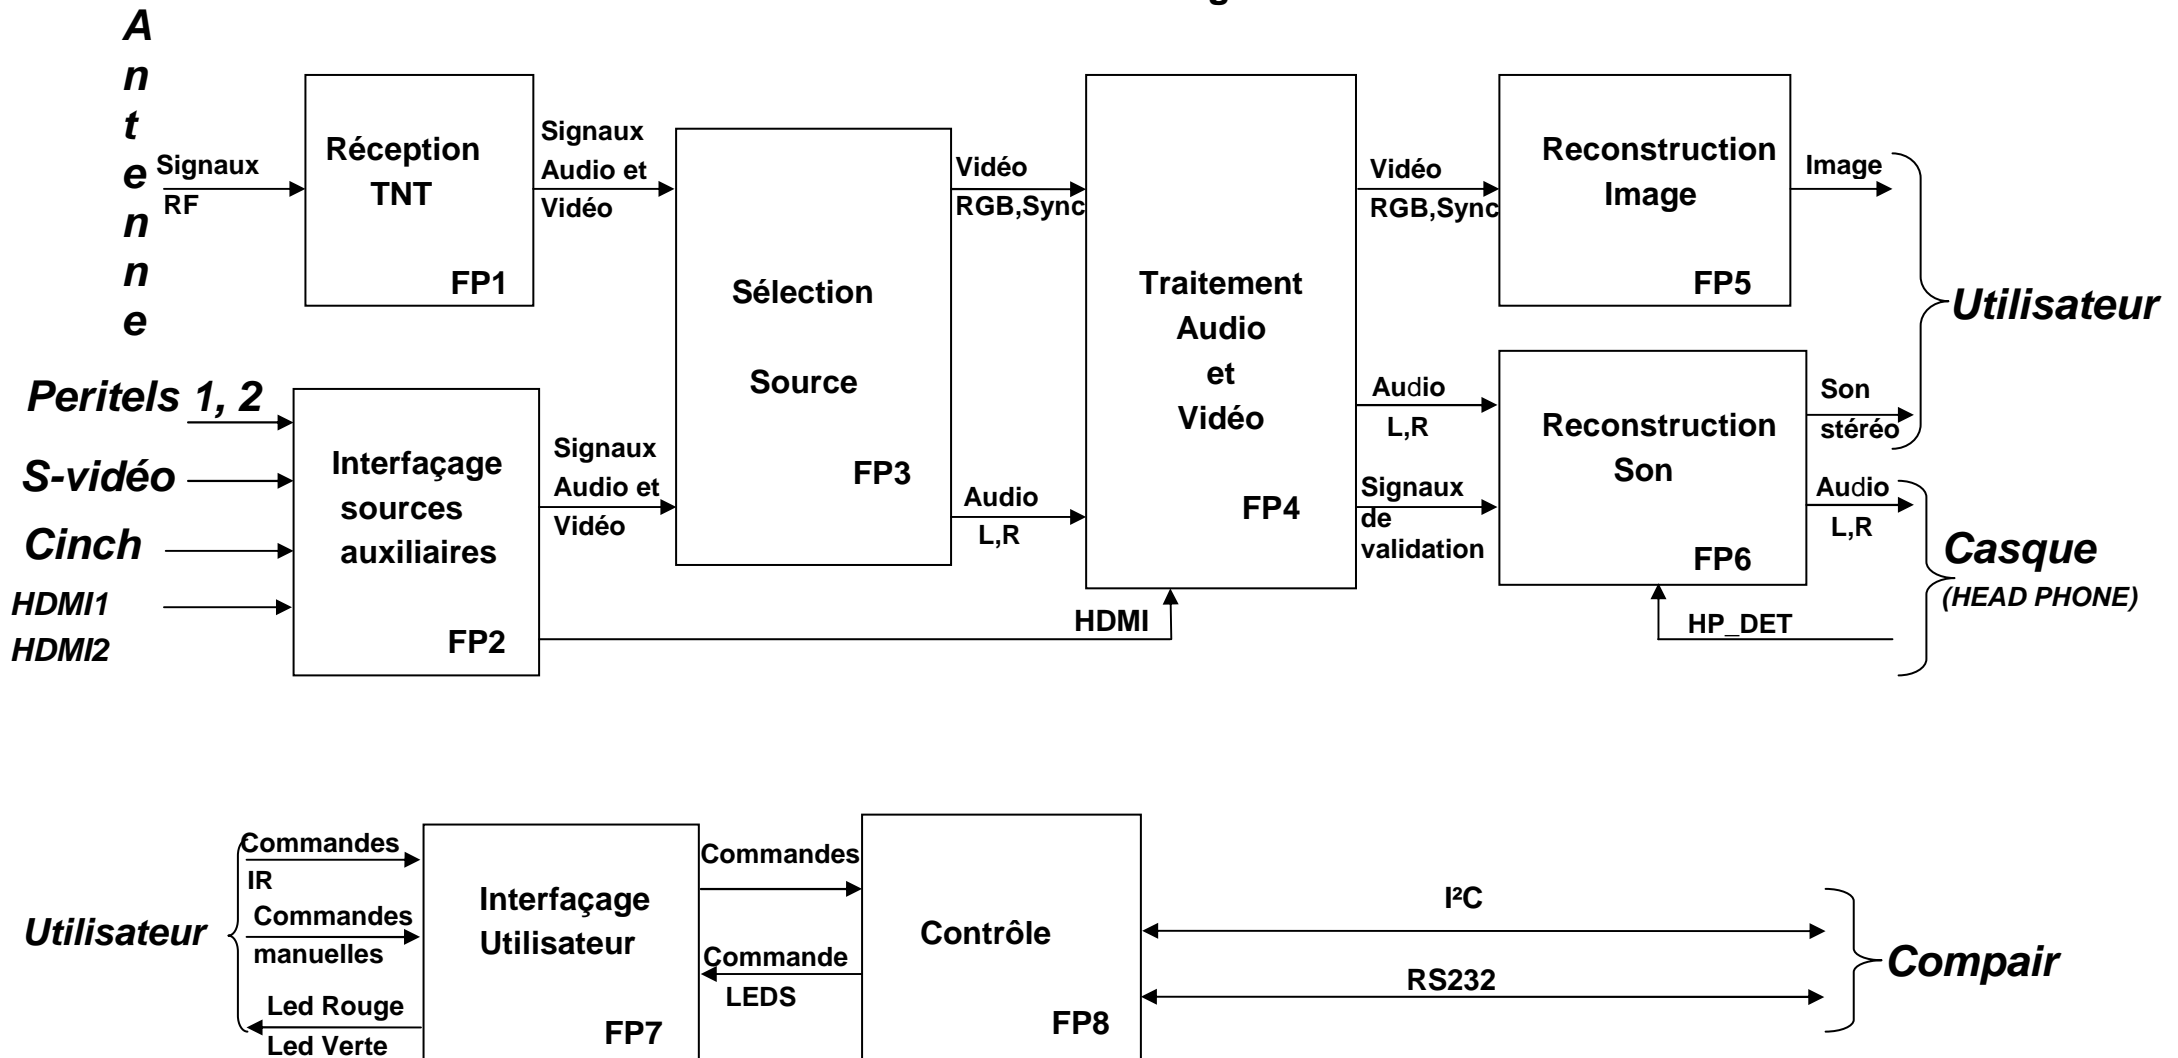 g
Antenne
Signaux
RF
Réception
TNT
FP1
Signaux
Audio et
Vidéo
Peritels 1, 2
S-vidéo
Cinch
HDMI1
HDMI2
Interfaçage
sources
auxiliaires
FP2
Signaux
Audio et
Vidéo
Sélection
Source
FP3
Vidéo
RGB,Sync
Audio
L,R
HDMI
Traitement
Audio
et
Vidéo
FP4
Vidéo
RGB,Sync
Audio
L,R
Signaux
de
validation
Reconstruction
Image
FP5
Image
Reconstruction
Son
FP6
Son
stéréo
Audio
L,R
HP_DET
Utilisateur
Casque
(HEAD PHONE)
Utilisateur
Commandes
IR
Commandes
manuelles
Led Rouge
Led Verte
Interfaçage
Utilisateur
FP7
Commandes
Commande
LEDS
Contrôle
FP8
I²C
RS232
Compair